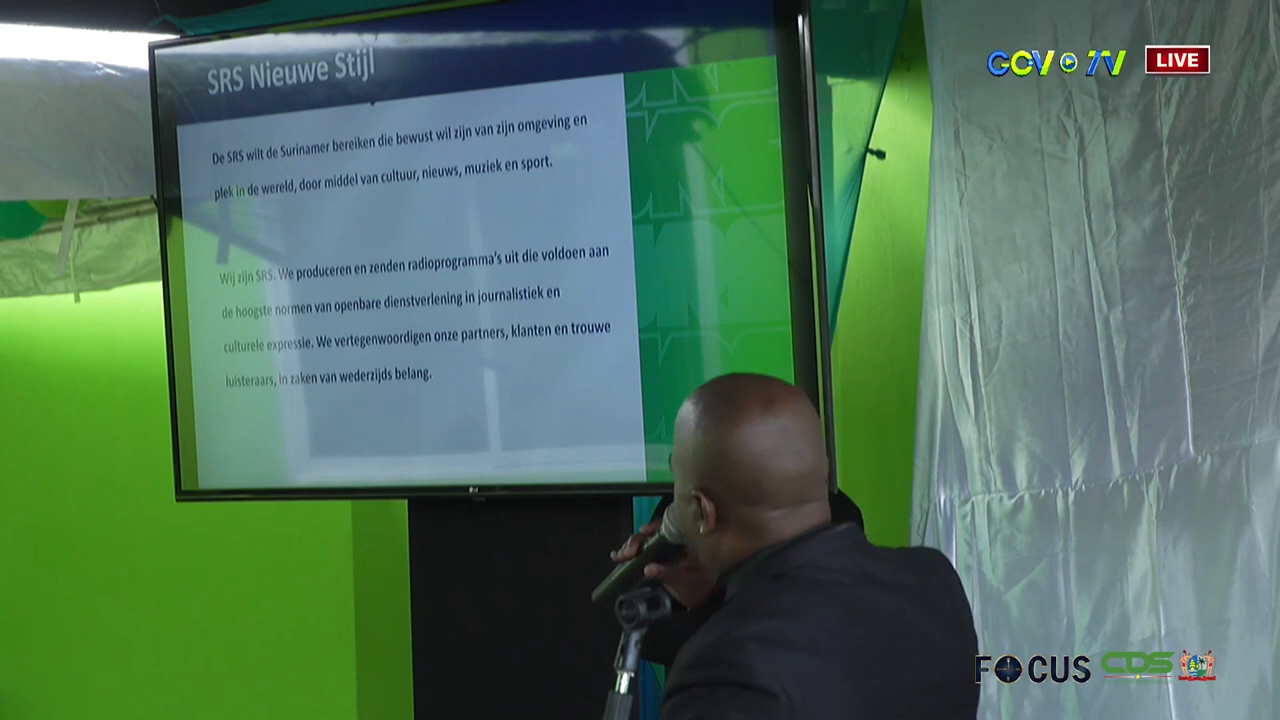 SRS Nieuwe Stijl
De SRS wilt de Surinamer bereiken die bewust wil zijn van zijn omgeving en
plek in de wereld, door middel van cultuur, nieuws, muziek en sport.
Wij zijn SRS. We produceren en zenden radioprogramma's uit die voldoen aan
de hoogste normen van openbare dienstverlening in journalistiek en
culturele expressie. We vertegenwoordigen onze partners, klanten en trouwe
luisteraars, in zaken van wederzijds belang.
GOV TV LIVE
FOCUS CDS